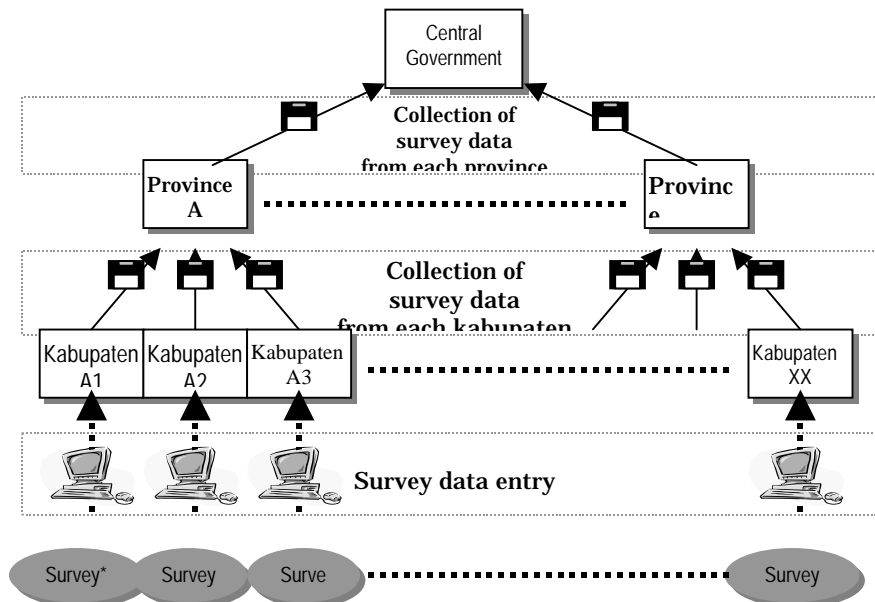 Central
Government
Collection of
survey data
from each province
Province
A
Provinc
e
Collection of
survey data
from each kabupaten
Kabupaten
A1
Kabupaten
A2
Kabupaten
A3
Kabupaten
XX
Survey data entry
Survey*
Survey
Surve
Survey